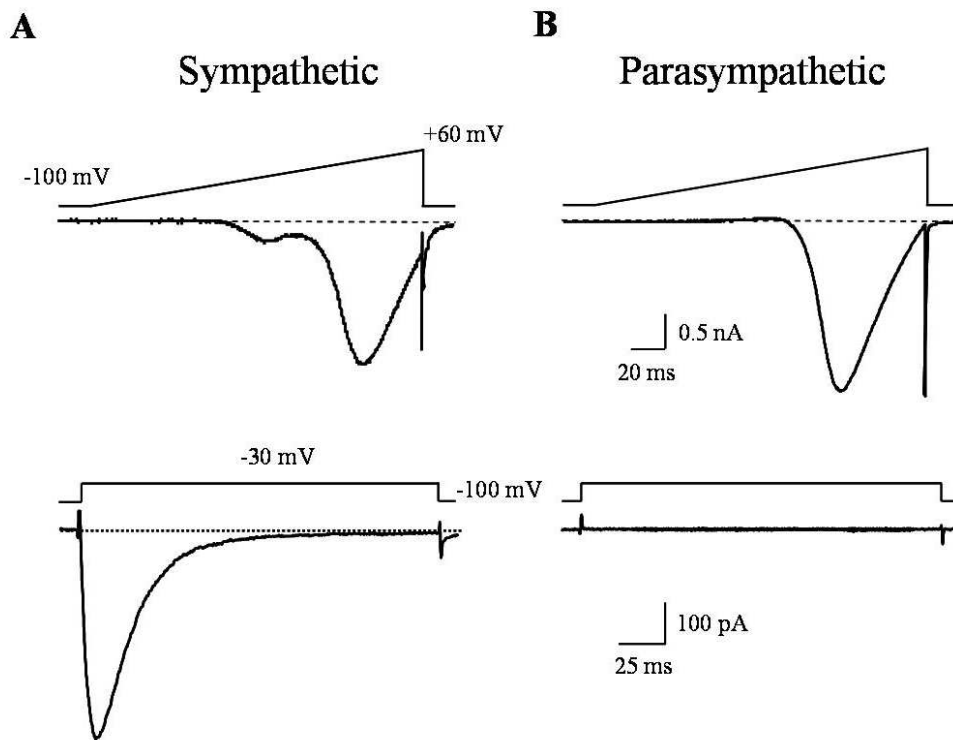 A
Sympathetic
+60 mV
-100 mV
B
Parasympathetic
0.5 nA
20 ms
-30 mV
-100 mV
100 pA
25 ms